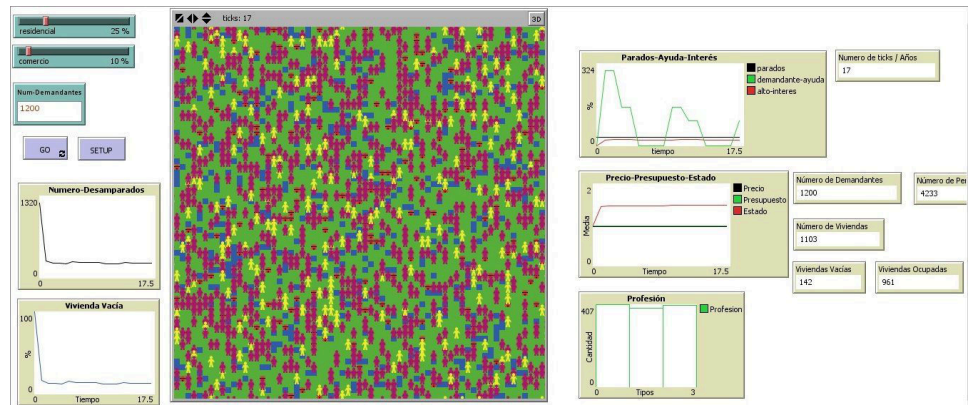 residencial 25 %
comercio 10 %
Num-Demandantes
1200
GO
SETUP
Numero-Desamparados
1320
0
0 17.5
Vivienda Vacía
100
%
0
0 Tiempo 17.5
ticks: 17
3D
Parados-Ayuda-Interés
324
%
0
0 tiempo 17.5
parados
demandante-ayuda
alto-interes
Numero de ticks / Años
17
Precio-Presupuesto-Estado
2
Media
0
0 Tiempo 17.5
Precio
Presupuesto
Estado
Número de Demandantes
1200
Número de Per
4233
Número de Viviendas
1103
Viviendas Vacías
142
Viviendas Ocupadas
961
Profesión
407
Cantidad
0
0 Tipos 3
Profesion